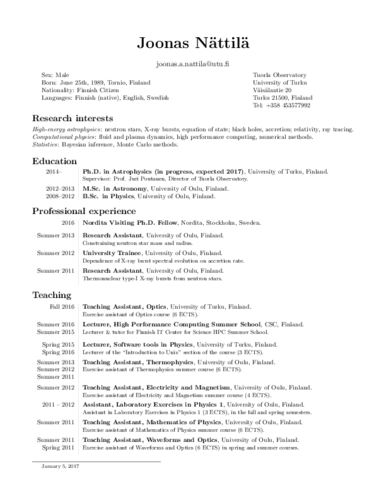 Joonas Nättilä
joonas.a.nattila@utu.fi
Sex: Male
Born: June 25th, 1989, Tornio, Finland
Nationality: Finnish Citizen
Languages: Finnish (native), English, Swedish
Tuorla Observatory
University of Turku
Väisäläntie 20
Turku 21500, Finland
Tel: +358 453577992
Research interests
High-energy astrophysics: neutron stars, X-ray bursts, equation of state; black holes, accretion; relativity, ray tracing.
Computational physics: fluid and plasma dynamics, high performance computing, numerical methods.
Statistics: Bayesian inference, Monte Carlo methods.
Education
2014– Ph.D. in Astrophysics (in progress, expected 2017), University of Turku, Finland.
Supervisor: Prof. Juri Poutanen, Director of Tuorla Observatory.
2012–2013 M.Sc. in Astronomy, University of Oulu, Finland.
2008–2012 B.Sc. in Physics, University of Oulu, Finland.
Professional experience
2016 Nordita Visiting Ph.D. Fellow, Nordita, Stockholm, Sweden.
Summer 2013 Research Assistant, University of Oulu, Finland.
Constraining neutron star mass and radius.
Summer 2012 University Trainee, University of Oulu, Finland.
Dependence of X-ray burst spectral evolution on accretion rate.
Summer 2011 Research Assistant, University of Oulu, Finland.
Thermonuclear type-I X-ray bursts from neutron stars.
Teaching
Fall 2016 Teaching Assistant, Optics, University of Turku, Finland.
Exercise assistant of Optics course (6 ECTS).
Summer 2016 Lecturer, High Performance Computing Summer School, CSC, Finland.
Summer 2015 Lecturer & tutor for Finnish IT Center for Science HPC Summer School.
Spring 2015 Lecturer, Software tools in Physics, University of Turku, Finland.
Spring 2016 Lecturer of the "Introduction to Unix" section of the course (3 ECTS).
Summer 2013 Teaching Assistant, Thermophysics, University of Oulu, Finland.
Summer 2012 Exercise assistant of Thermophysics summer course (6 ECTS).
Summer 2011
Summer 2012 Teaching Assistant, Electricity and Magnetism, University of Oulu, Finland.
Exercise assistant of Electricity and Magnetism summer course (4 ECTS).
2011 – 2012 Assistant, Laboratory Exercises in Physics 1, University of Oulu, Finland.
Assistant in Laboratory Exercises in Physics 1 (3 ECTS), in the fall and spring semesters.
Summer 2011 Teaching Assistant, Mathematics of Physics, University of Oulu, Finland.
Exercise assistant of Mathematics of Physics summer course (6 ECTS).
Summer 2011 Teaching Assistant, Waveforms and Optics, University of Oulu, Finland.
Spring 2011 Exercise assistant of Waveforms and Optics (6 ECTS) in spring and summer courses.
January 5, 2017